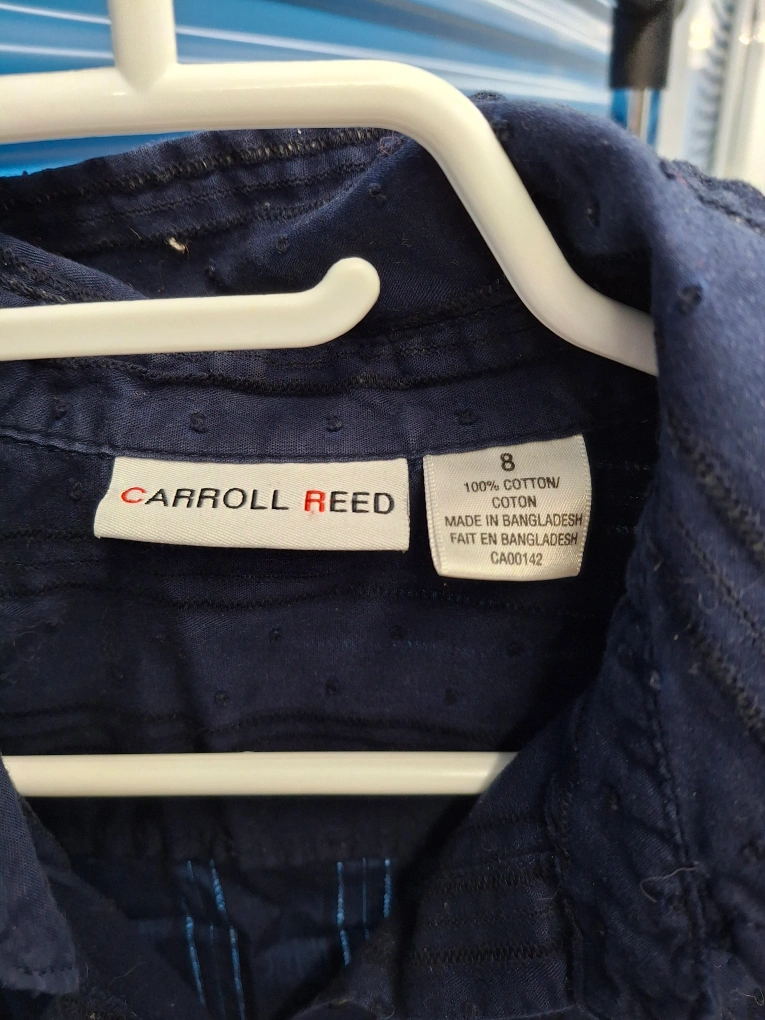 CARROLL REED
8
100% COTTON/
COTON
MADE IN BANGLADESH
FAIT EN BANGLADESH
CA00142